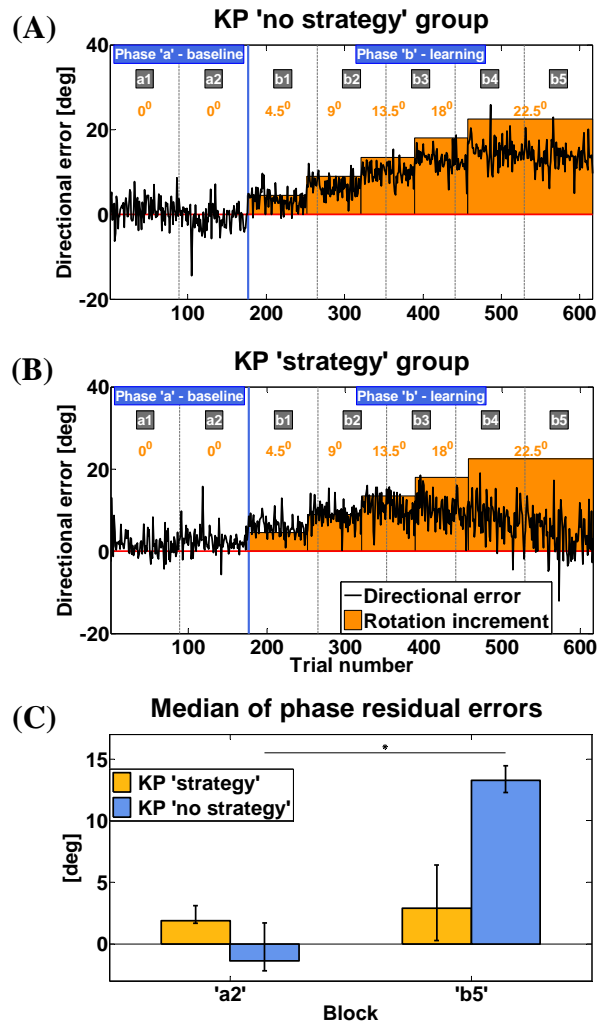 (A)
KP 'no strategy' group
Phase 'a' - baseline
Phase 'b' - learning
a1 a2 b1 b2 b3 b4 b5
0⁰ 0⁰ 4.5⁰ 9⁰ 13.5⁰ 18⁰ 22.5⁰
Directional error [deg]
40
20
0
-20
100 200 300 400 500 600
(B)
KP 'strategy' group
Phase 'a' - baseline
Phase 'b' - learning
a1 a2 b1 b2 b3 b4 b5
0⁰ 0⁰ 4.5⁰ 9⁰ 13.5⁰ 18⁰ 22.5⁰
Directional error [deg]
40
20
0
-20
Directional error
Rotation increment
100 200 300 400 500 600
Trial number
(C)
Median of phase residual errors
*
KP 'strategy'
KP 'no strategy'
[deg]
15
10
5
0
'a2' 'b5'
Block